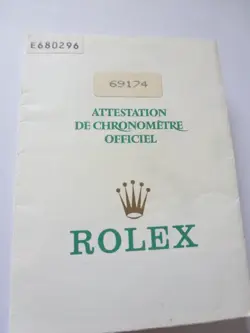 E680296
69174
ATTESTATION
DE CHRONOMÈTRE
OFFICIEL
ROLEX